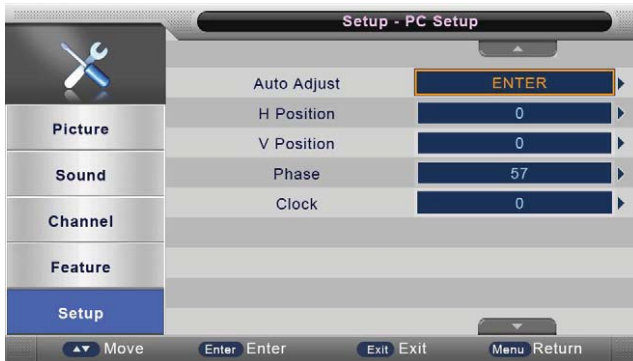 Setup - PC Setup
Auto Adjust ENTER
H Position 0
V Position 0
Phase 57
Clock 0
Picture
Sound
Channel
Feature
Setup
Move Enter Enter Exit Exit Menu Return